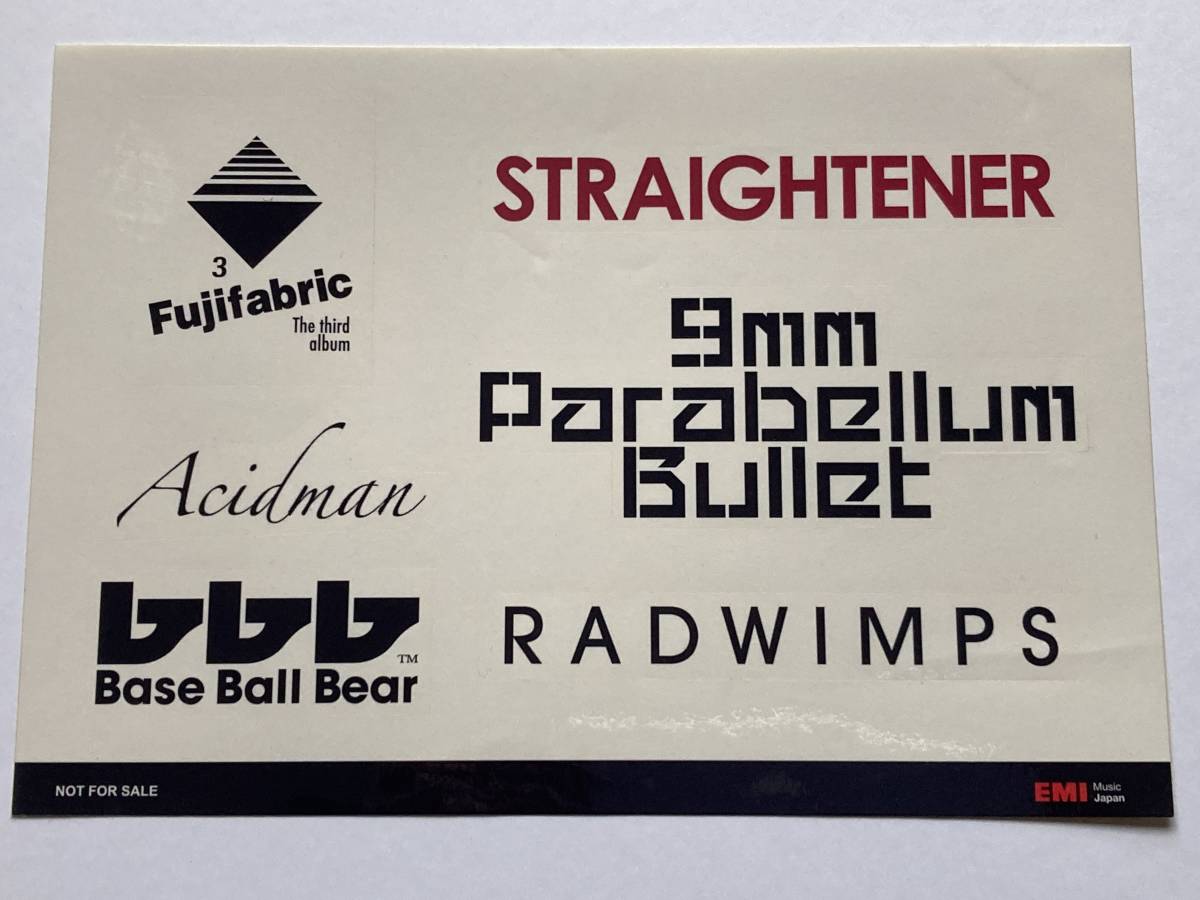 3
Fujifabric
The third
album
STRAIGHTENER
9mm
Parabellum
Bullet
Acidman
bbb
TM
Base Ball Bear
RADWIMPS
NOT FOR SALE
EMI Music
Japan